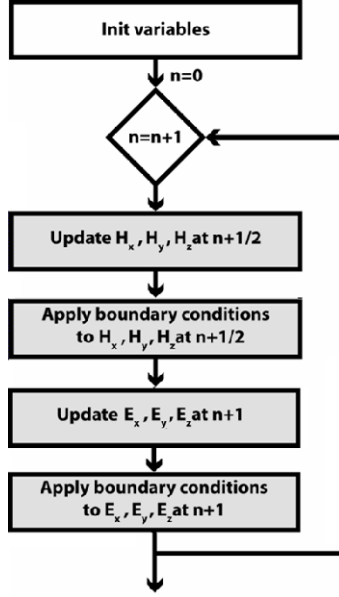 Init variables
n=0
n=n+1
Update Hx, Hy, Hz at n+1/2
Apply boundary conditions
to Hx, Hy, Hz at n+1/2
Update Ex, Ey, Ez at n+1
Apply boundary conditions
to Ex, Ey, Ez at n+1